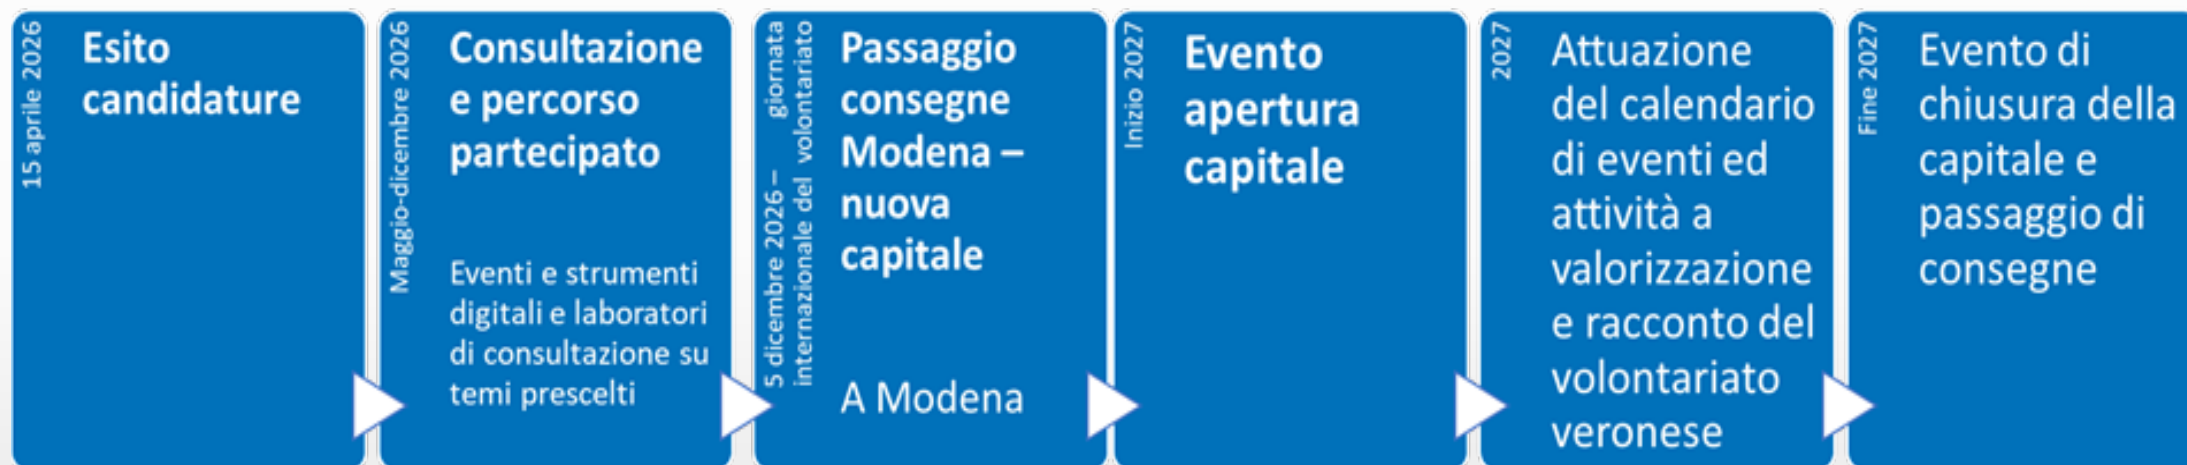 15 aprile 2026
Esito
candidature
Maggio-dicembre 2026
Consultazione
e percorso
partecipato
Eventi e strumenti
digitali e laboratori
di consultazione su
temi prescelti
5 dicembre 2026 – giornata
internazionale del volontariato
Passaggio
consegne
Modena –
nuova
capitale
A Modena
Inizio 2027
Evento
apertura
capitale
2027
Attuazione
del calendario
di eventi ed
attività a
valorizzazione
e racconto del
volontariato
veronese
Fine 2027
Evento di
chiusura della
capitale e
passaggio di
consegne